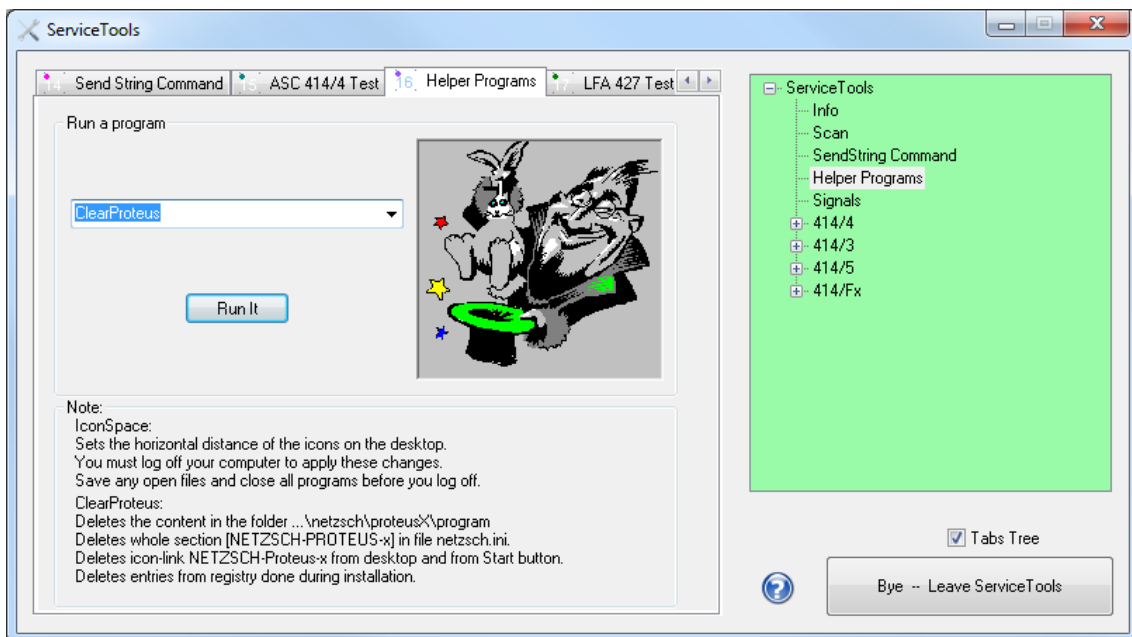 ServiceTools
14 Send String Command
15 ASC 414/4 Test
16 Helper Programs
17 LFA 427 Test
Run a program
ClearProteus
Run It
Note:
IconSpace:
Sets the horizontal distance of the icons on the desktop.
You must log off your computer to apply these changes.
Save any open files and close all programs before you log off.
ClearProteus:
Deletes the content in the folder ...\netzsch\proteusX\program
Deletes whole section [NETZSCH-PROTEUS-x] in file netzsch.ini.
Deletes icon-link NETZSCH-Proteus-x from desktop and from Start button.
Deletes entries from registry done during installation.
ServiceTools
Info
Scan
SendString Command
Helper Programs
Signals
414/4
414/3
414/5
414/Fx
Tabs Tree
Bye -- Leave ServiceTools